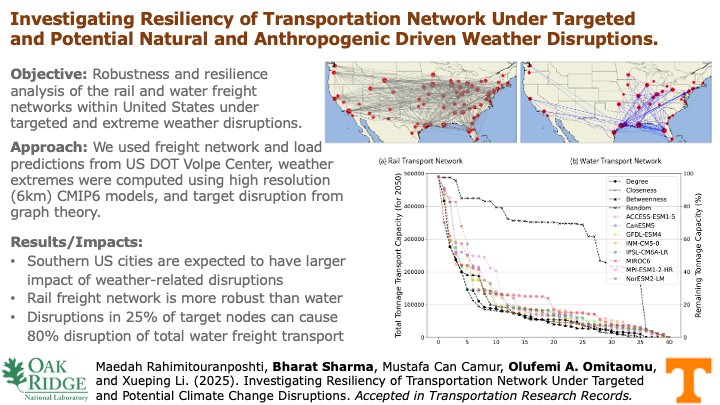 Investigating Resiliency of Transportation Network Under Targeted
and Potential Natural and Anthropogenic Driven Weather Disruptions.
Objective: Robustness and resilience
analysis of the rail and water freight
networks within United States under
targeted and extreme weather disruptions.
Approach: We used freight network and load
predictions from US DOT Volpe Center, weather
extremes were computed using high resolution
(6km) CMIP6 models, and target disruption from
graph theory.
Results/Impacts:
• Southern US cities are expected to have larger
impact of weather-related disruptions
• Rail freight network is more robust than water
• Disruptions in 25% of target nodes can cause
80% disruption of total water freight transport
(a) Rail Transport Network
(b) Water Transport Network
Total Tonnage Transport Capacity (for 2050)
500000
400000
300000
200000
100000
0
0 5 10 15 20 25 30 35 40
Degree
Closeness
Betweenness
Random
ACCESS-ESM1-5
CanESM5
GFDL-ESM4
INM-CM5-0
IPSL-CM6A-LR
MIROC6
MPI-ESM1-2-HR
NorESM2-LM
100
80
60
40
20
0
Remaining Tonnage Capacity (%)
OAK
RIDGE
National Laboratory
Maedah Rahimitouranposhti, Bharat Sharma, Mustafa Can Camur, Olufemi A. Omitaomu,
and Xueping Li. (2025). Investigating Resiliency of Transportation Network Under Targeted
and Potential Climate Change Disruptions. Accepted in Transportation Research Records.
T